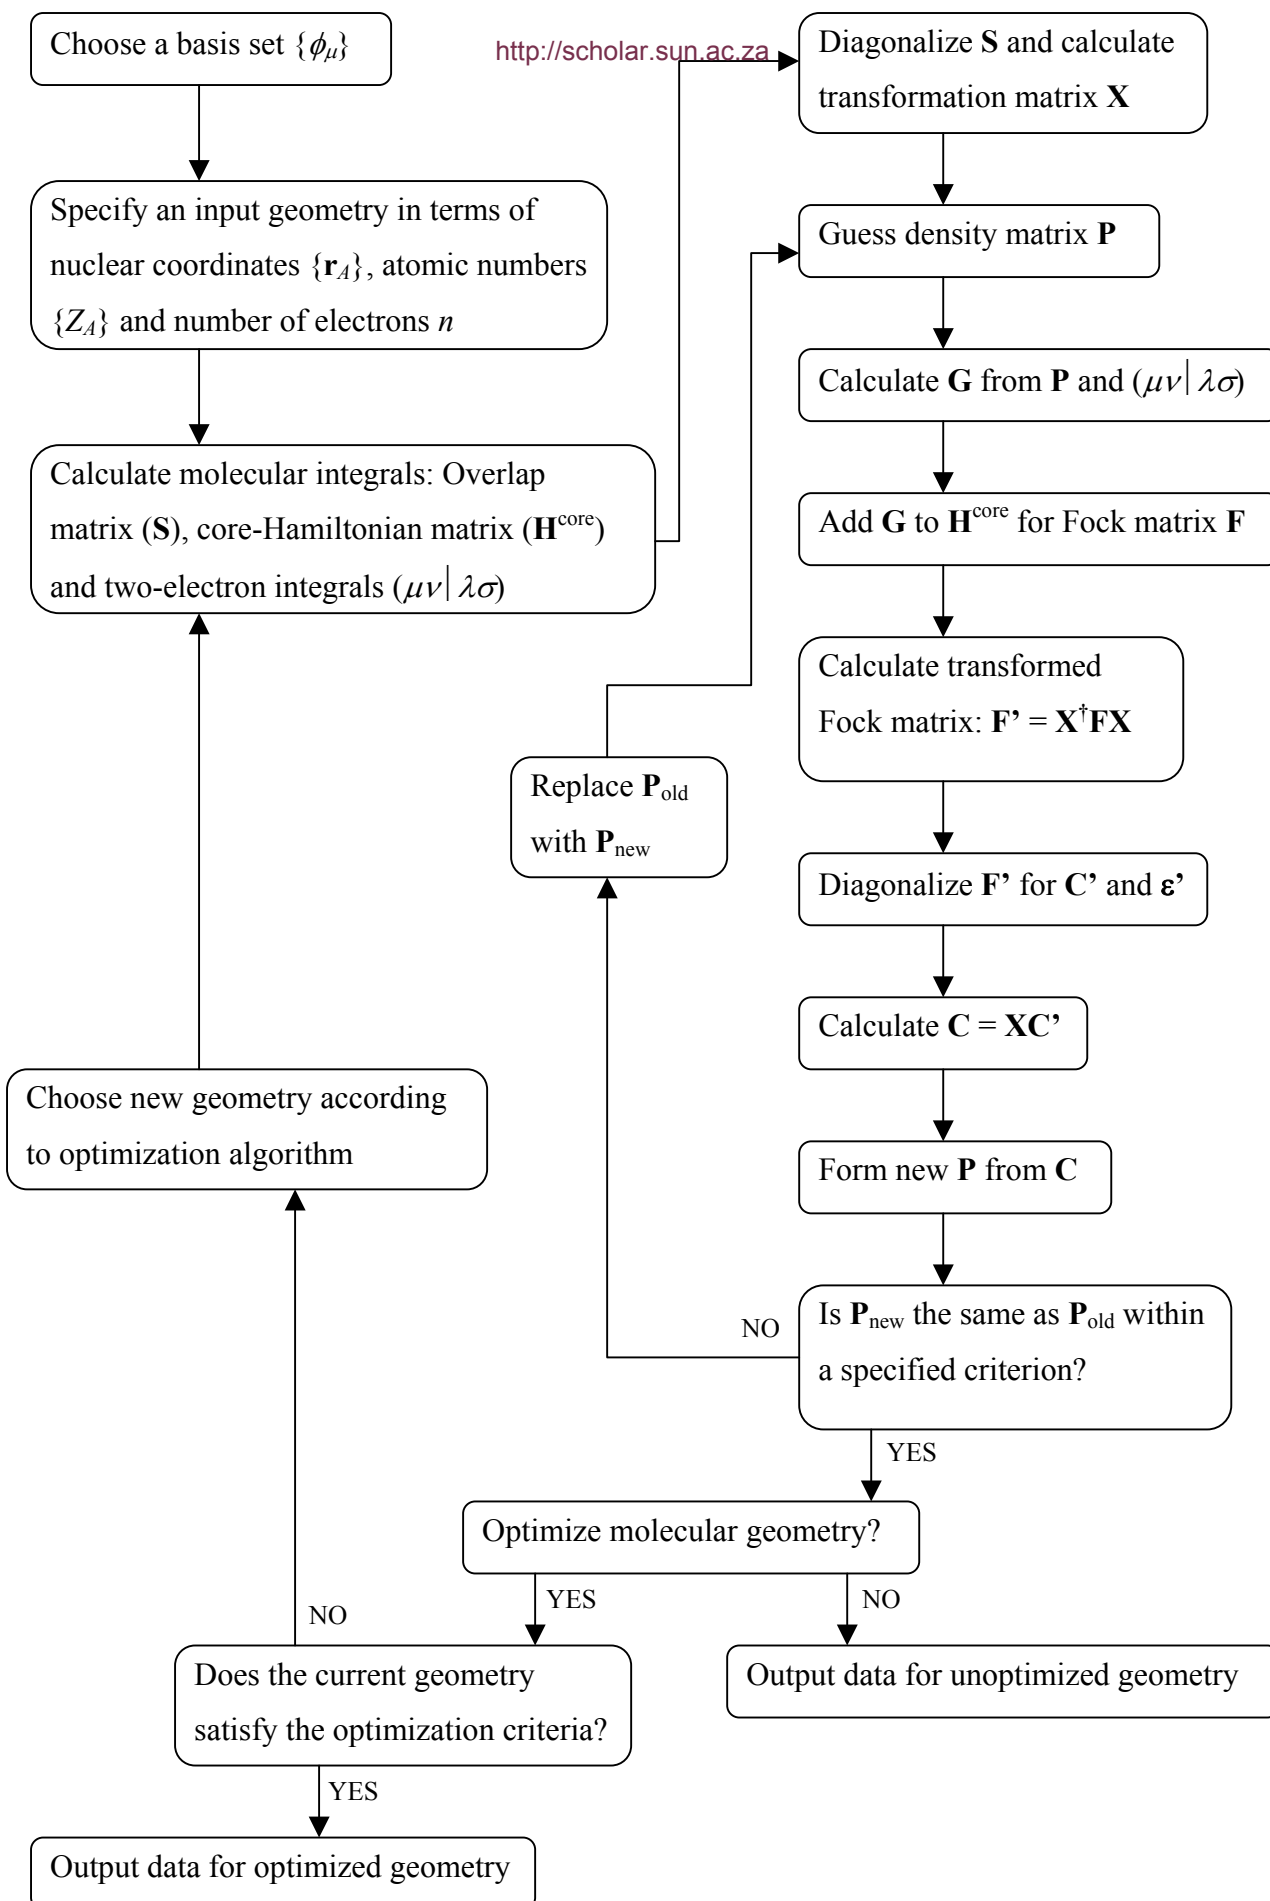 http://scholar.sun.ac.za
Choose a basis set {ϕμ}
Specify an input geometry in terms of
nuclear coordinates {rA}, atomic numbers
{ZA} and number of electrons n
Calculate molecular integrals: Overlap
matrix (S), core-Hamiltonian matrix (Hcore)
and two-electron integrals (μν| λσ)
Diagonalize S and calculate
transformation matrix X
Guess density matrix P
Calculate G from P and (μν| λσ)
Add G to Hcore for Fock matrix F
Calculate transformed
Fock matrix: F’ = X†FX
Replace Pold
with Pnew
Diagonalize F’ for C’ and ε’
Calculate C = XC’
Choose new geometry according
to optimization algorithm
Form new P from C
Is Pnew the same as Pold within
a specified criterion?
NO
YES
Optimize molecular geometry?
YES
NO
NO
Does the current geometry
satisfy the optimization criteria?
Output data for unoptimized geometry
YES
Output data for optimized geometry